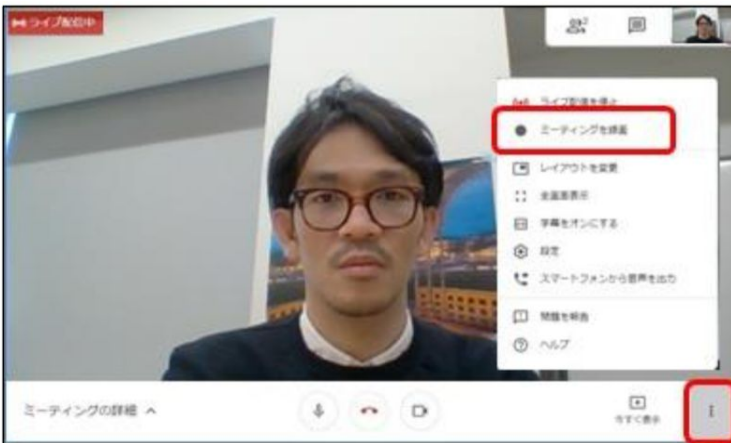 ライブ配信中
2
ライブ配信を停止
ミーティングを録画
レイアウトを変更
全画面表示
字幕をオンにする
設定
スマートフォンから音声を出力
問題を報告
ヘルプ
ミーティングの詳細
今すぐ表示